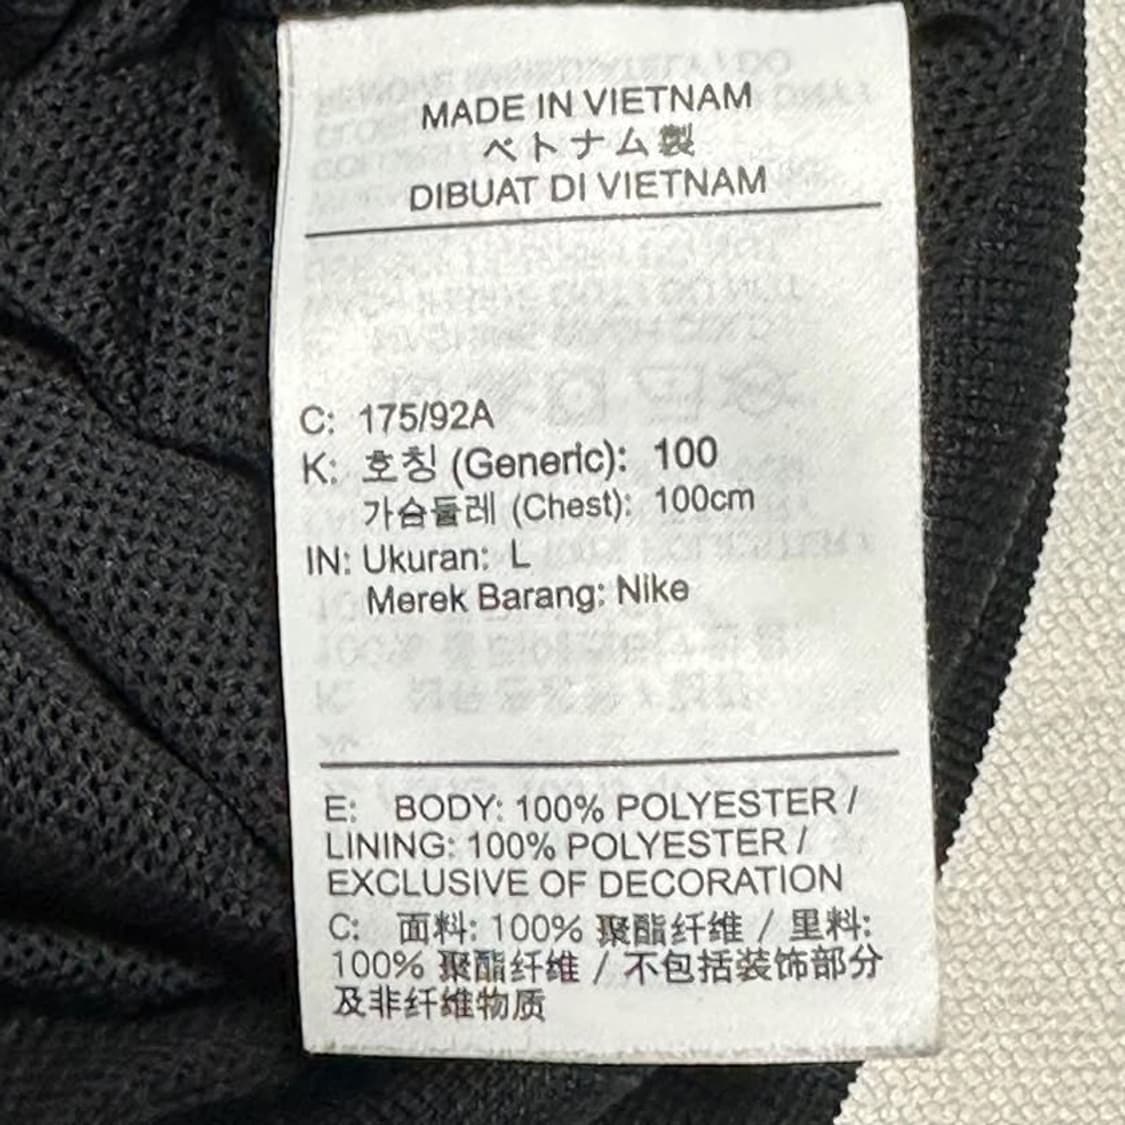 MADE IN VIETNAM
ベトナム製
DIBUAT DI VIETNAM
C: 175/92A
K: 호칭 (Generic): 100
가슴둘레 (Chest): 100cm
IN: Ukuran: L
Merek Barang: Nike
E: BODY: 100% POLYESTER /
LINING: 100% POLYESTER /
EXCLUSIVE OF DECORATION
C: 面料: 100% 聚酯纤维 / 里料:
100% 聚酯纤维 / 不包括装饰部分
及非纤维物质